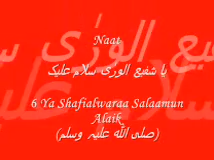 Naat
یا شفیع الوریٰ سلام علیک
6 Ya Shafialwaraa Salaamun
Alaik
(صلی اللہ علیہ وسلم)